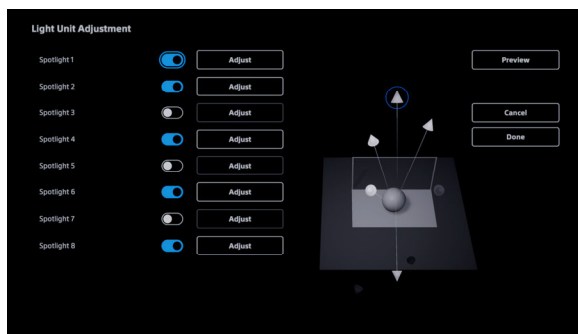 Light Unit Adjustment
Spotlight 1 Adjust Preview
Spotlight 2 Adjust
Spotlight 3 Adjust Cancel
Spotlight 4 Adjust Done
Spotlight 5 Adjust
Spotlight 6 Adjust
Spotlight 7 Adjust
Spotlight 8 Adjust